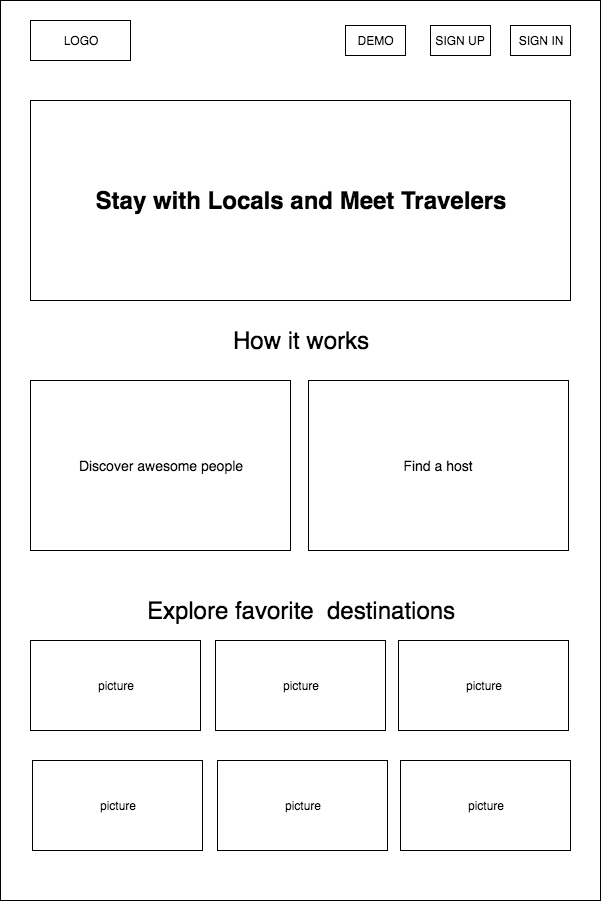 LOGO
DEMO
SIGN UP
SIGN IN
Stay with Locals and Meet Travelers
How it works
Discover awesome people
Find a host
Explore favorite  destinations
picture
picture
picture
picture
picture
picture